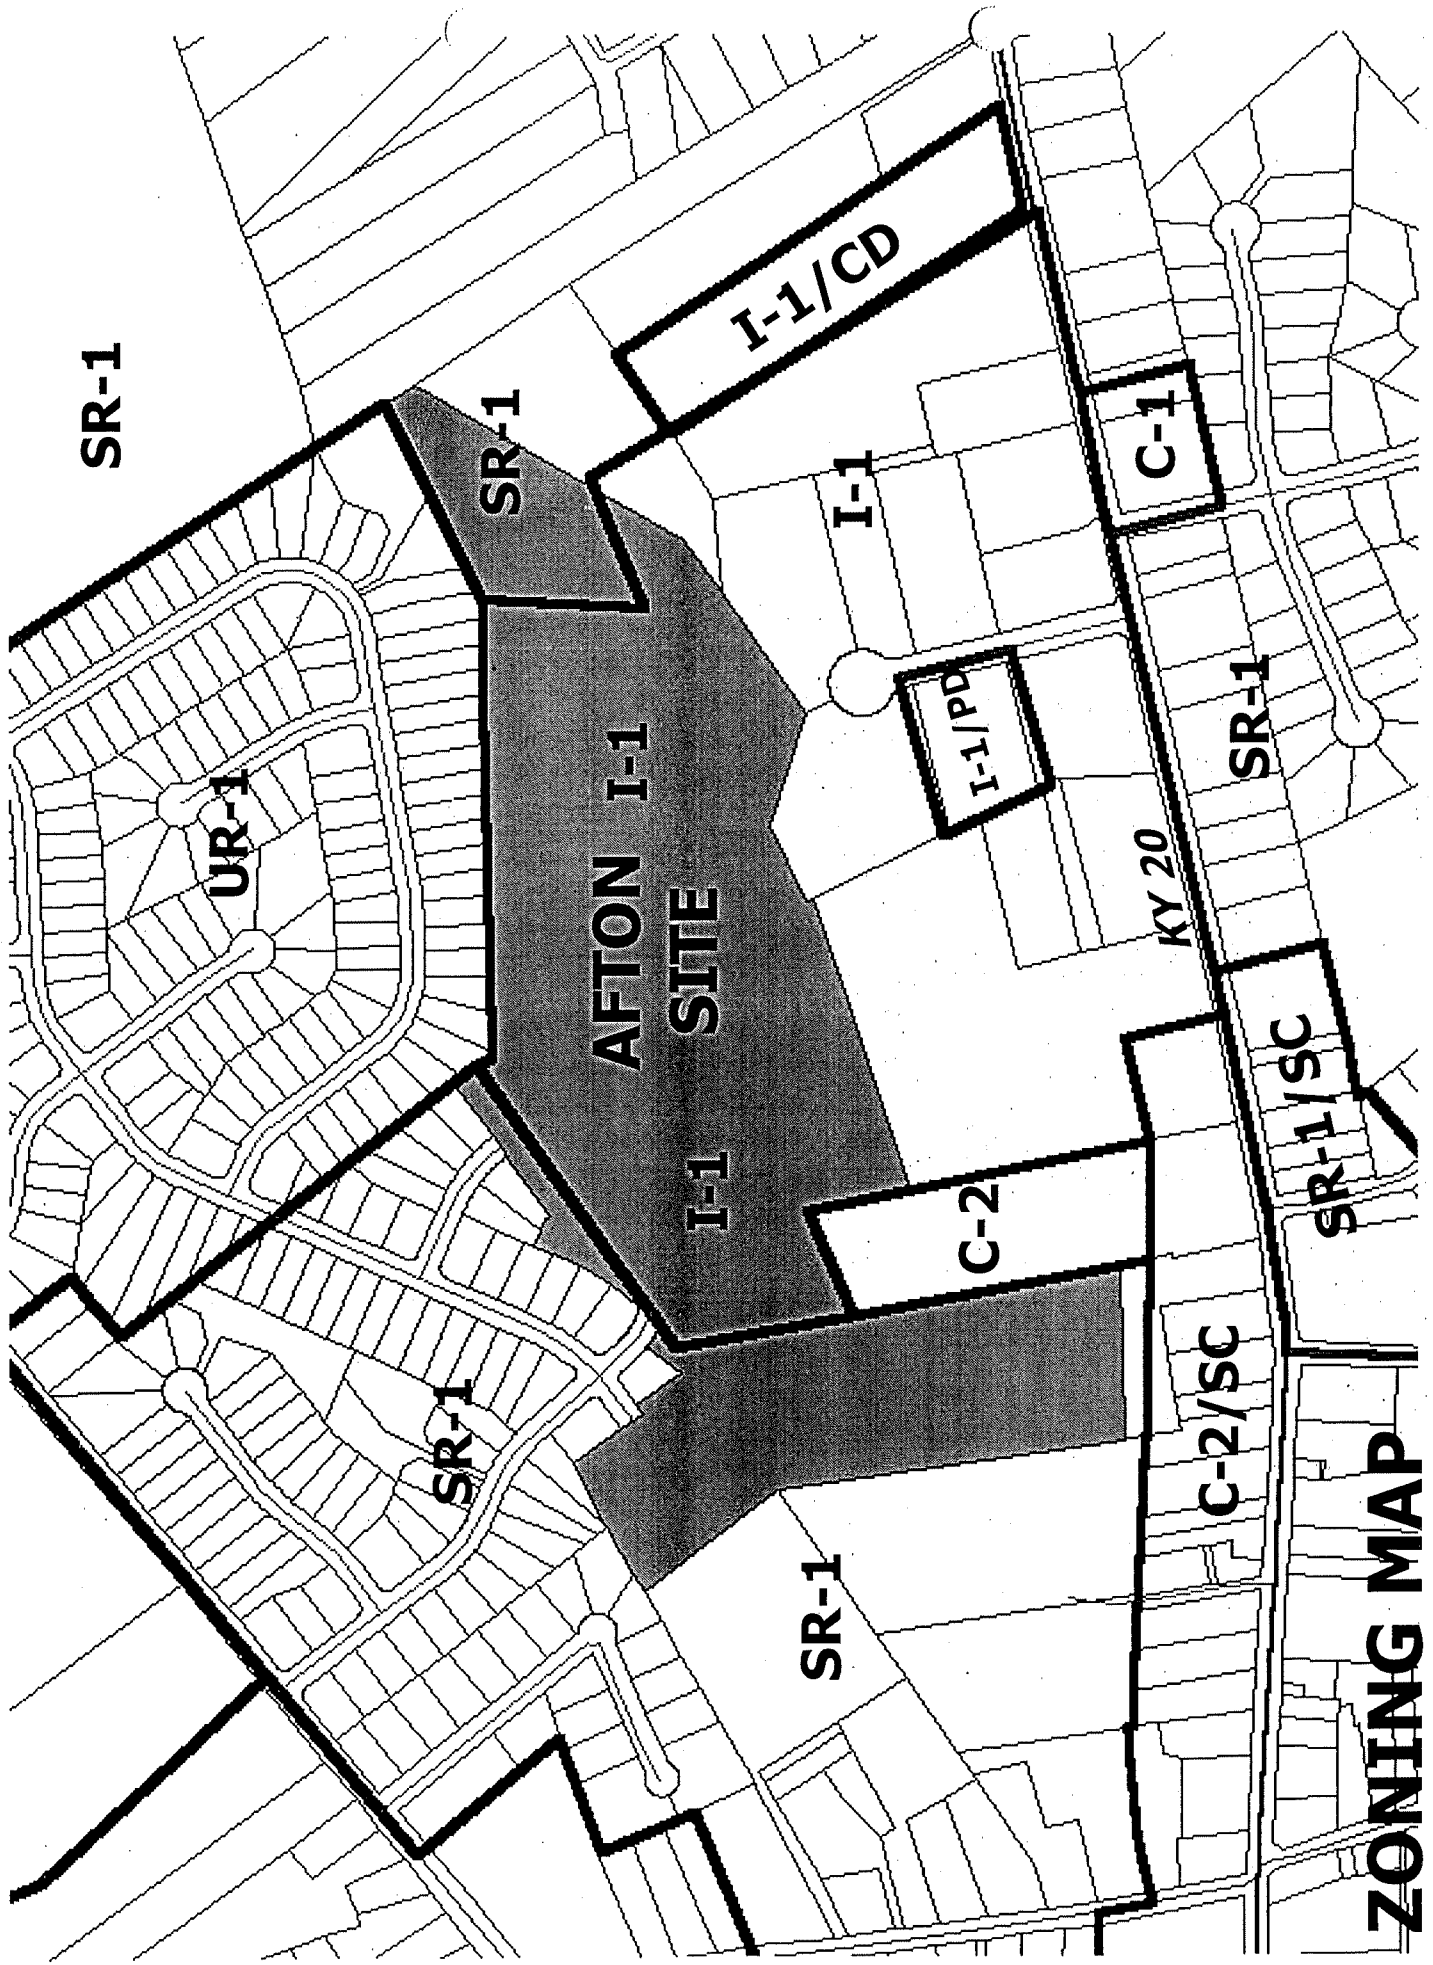 SR-1
UR-1
SR-1
SR-1
AFTON
SITE
I-1
I-1
SR-1
I-1/CD
I-1
C-2
I-1/PD
C-1
KY 20
C-2/SC
SR-1
SR-1/SC
ZONING MAP